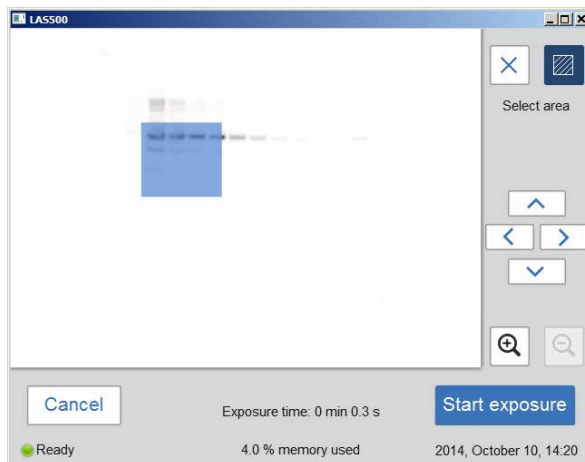 LAS500
Select area
Cancel
Exposure time: 0 min 0.3 s
Start exposure
Ready
4.0 % memory used
2014, October 10, 14:20